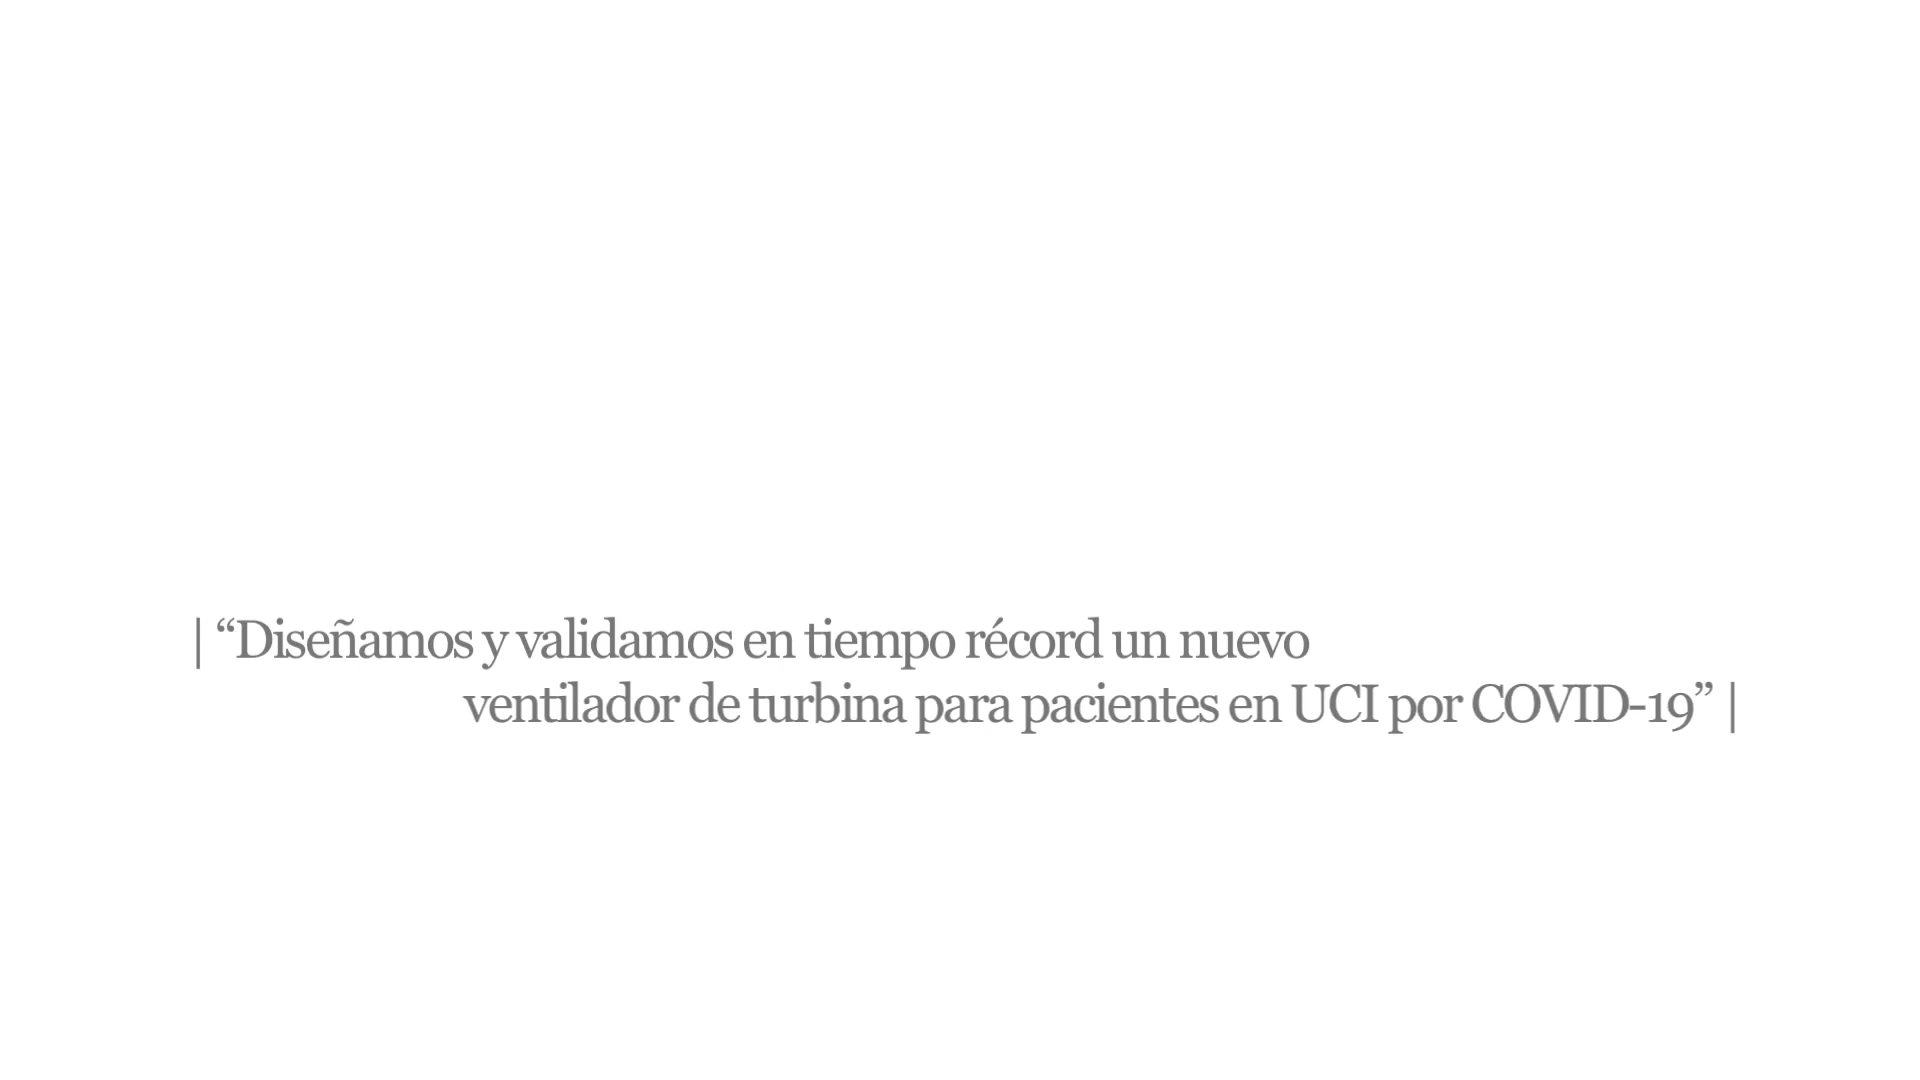 | “Diseñamos y validamos en tiempo récord un nuevo
ventilador de turbina para pacientes en UCI por COVID-19” |